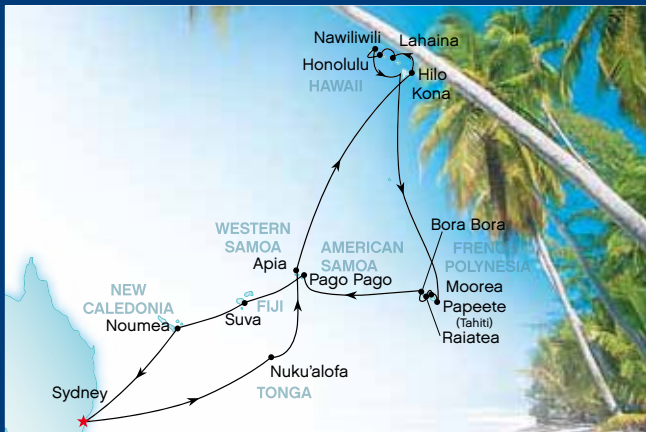 Nawiliwili
Lahaina
Honolulu
HAWAII
Hilo
Kona
WESTERN
SAMOA
Apia
AMERICAN
SAMOA
Pago Pago
Bora Bora
FRENCH
POLYNESIA
Moorea
Papeete
(Tahiti)
Raiatea
NEW
CALEDONIA
Noumea
FIJI
Suva
Nuku'alofa
TONGA
Sydney